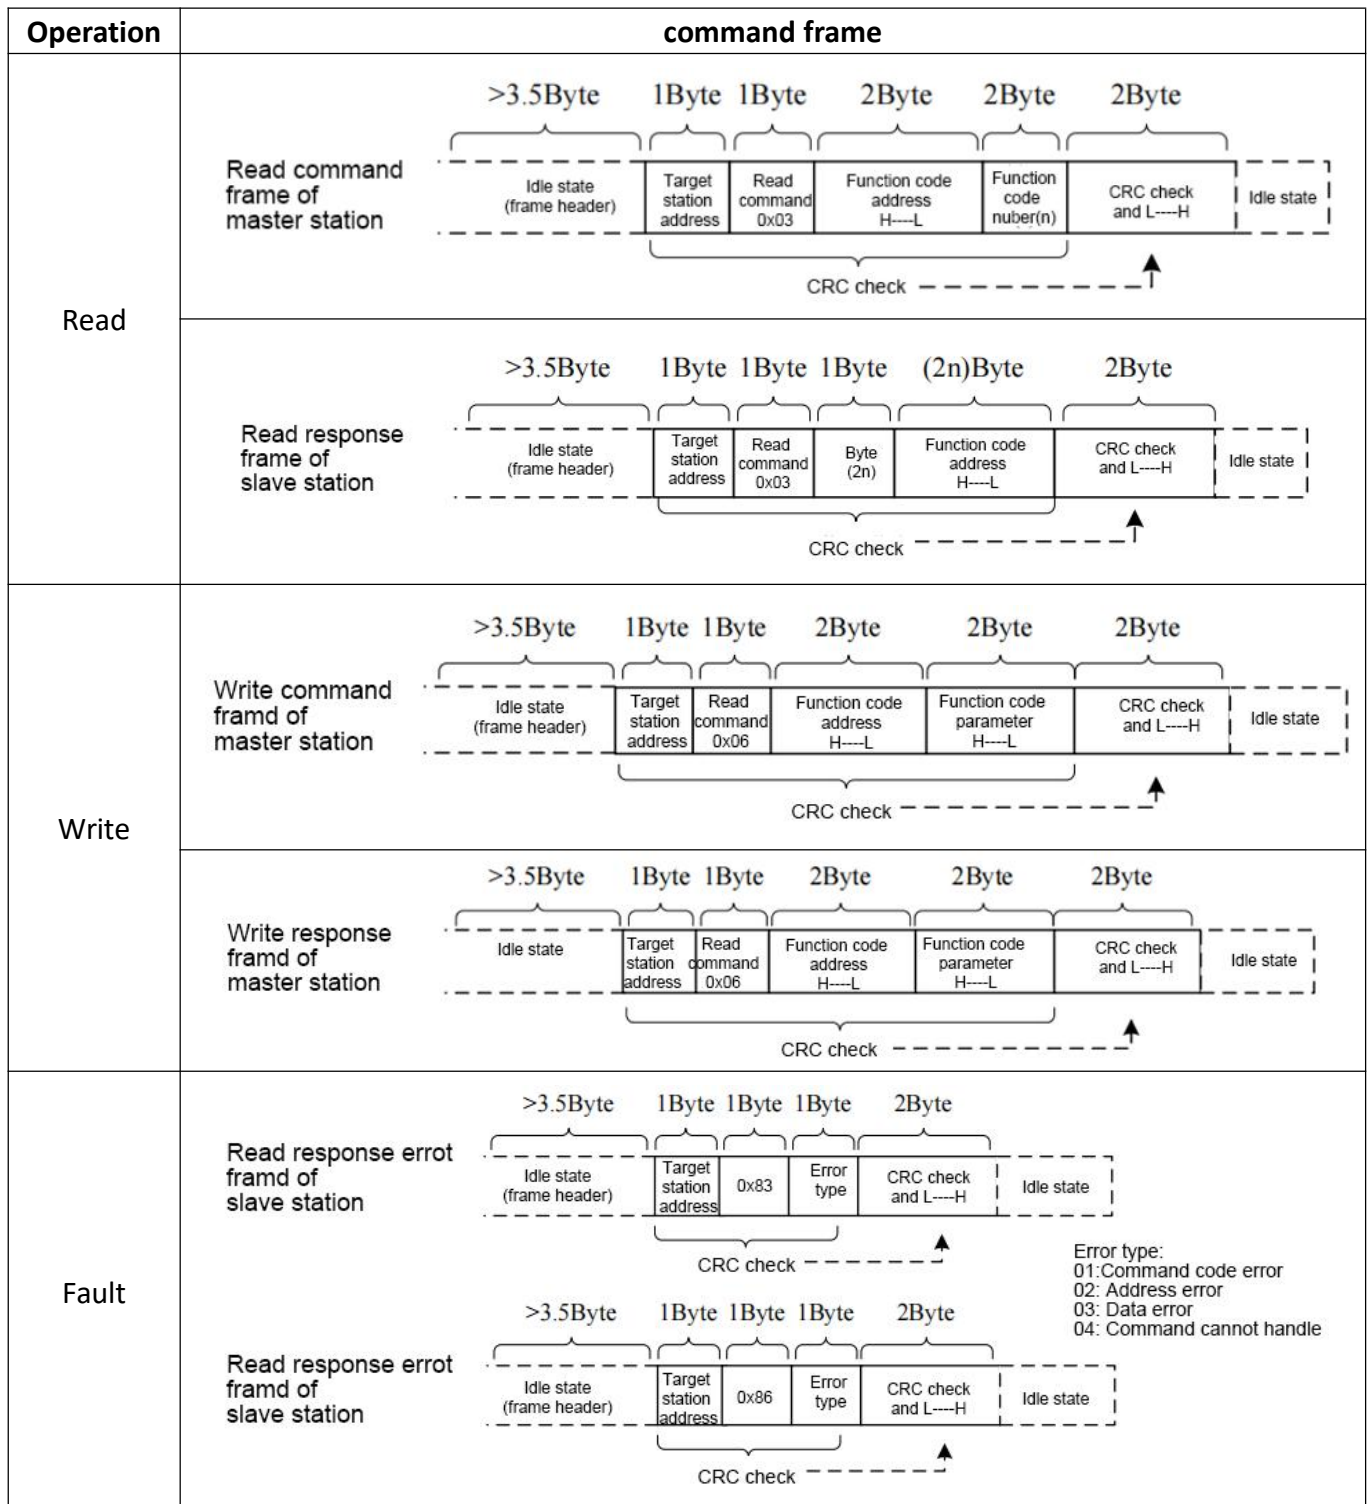 Operation
command frame
Read
>3.5Byte 1Byte 1Byte 2Byte 2Byte 2Byte
Read command
frame of
master station
Idle state
(frame header)
Target
station
address
Read
command
0x03
Function code
address
H----L
Function
code
nuber(n)
CRC check
and L----H
Idle state
CRC check
>3.5Byte 1Byte 1Byte 1Byte (2n)Byte 2Byte
Read response
frame of
slave station
Idle state
(frame header)
Target
station
address
Read
command
0x03
Byte
(2n)
Function code
address
H----L
CRC check
and L----H
Idle state
CRC check
Write
>3.5Byte 1Byte 1Byte 2Byte 2Byte 2Byte
Write command
framd of
master station
Idle state
(frame header)
Target
station
address
Read
command
0x06
Function code
address
H----L
Function code
parameter
H----L
CRC check
and L----H
Idle state
CRC check
>3.5Byte 1Byte 1Byte 2Byte 2Byte 2Byte
Write response
framd of
master station
Idle state
Target
station
address
Read
command
0x06
Function code
address
H----L
Function code
parameter
H----L
CRC check
and L----H
Idle state
CRC check
Fault
>3.5Byte 1Byte 1Byte 1Byte 2Byte
Read response errot
framd of
slave station
Idle state
(frame header)
Target
station
address
0x83
Error
type
CRC check
and L----H
Idle state
CRC check
Error type:
01:Command code error
02: Address error
03: Data error
04: Command cannot handle
>3.5Byte 1Byte 1Byte 1Byte 2Byte
Read response errot
framd of
slave station
Idle state
(frame header)
Target
station
address
0x86
Error
type
CRC check
and L----H
Idle state
CRC check